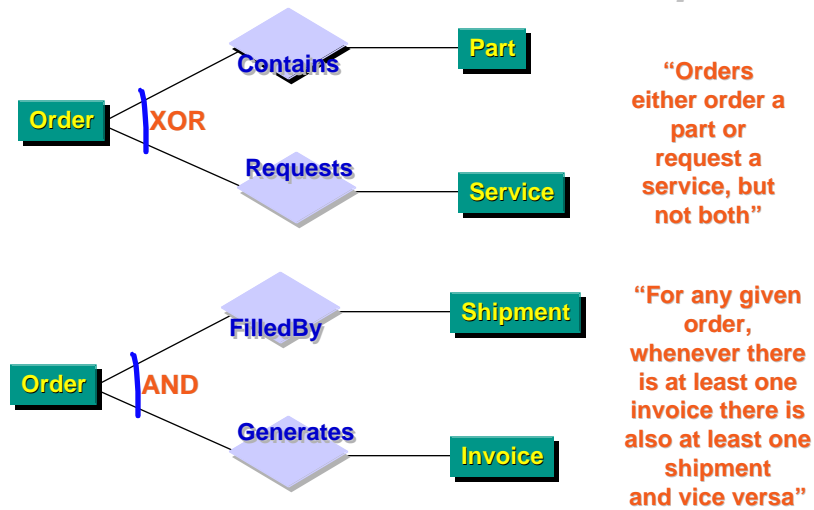 Contains
Part
Order
XOR
Requests
Service
“Orders
either order a
part or
request a
service, but
not both”
FilledBy
Shipment
Order
AND
Generates
Invoice
“For any given
order,
whenever there
is at least one
invoice there is
also at least one
shipment
and vice versa”